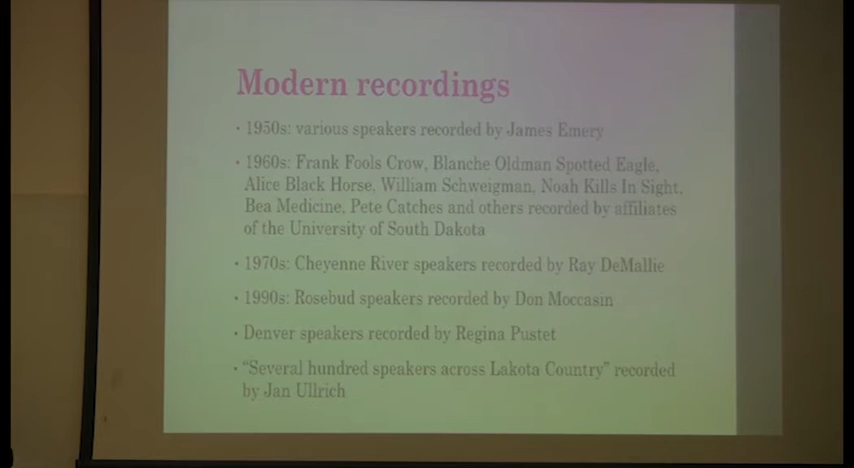 Modern recordings
• 1950s: various speakers recorded by James Emery
• 1960s: Frank Fools Crow, Blanche Oldman Spotted Eagle,
Alice Black Horse, William Schweigman, Noah Kills In Sight,
Bea Medicine, Pete Catches and others recorded by affiliates
of the University of South Dakota
• 1970s: Cheyenne River speakers recorded by Ray DeMallie
• 1990s: Rosebud speakers recorded by Don Moccasin
• Denver speakers recorded by Regina Pustet
• “Several hundred speakers across Lakota Country” recorded
by Jan Ullrich